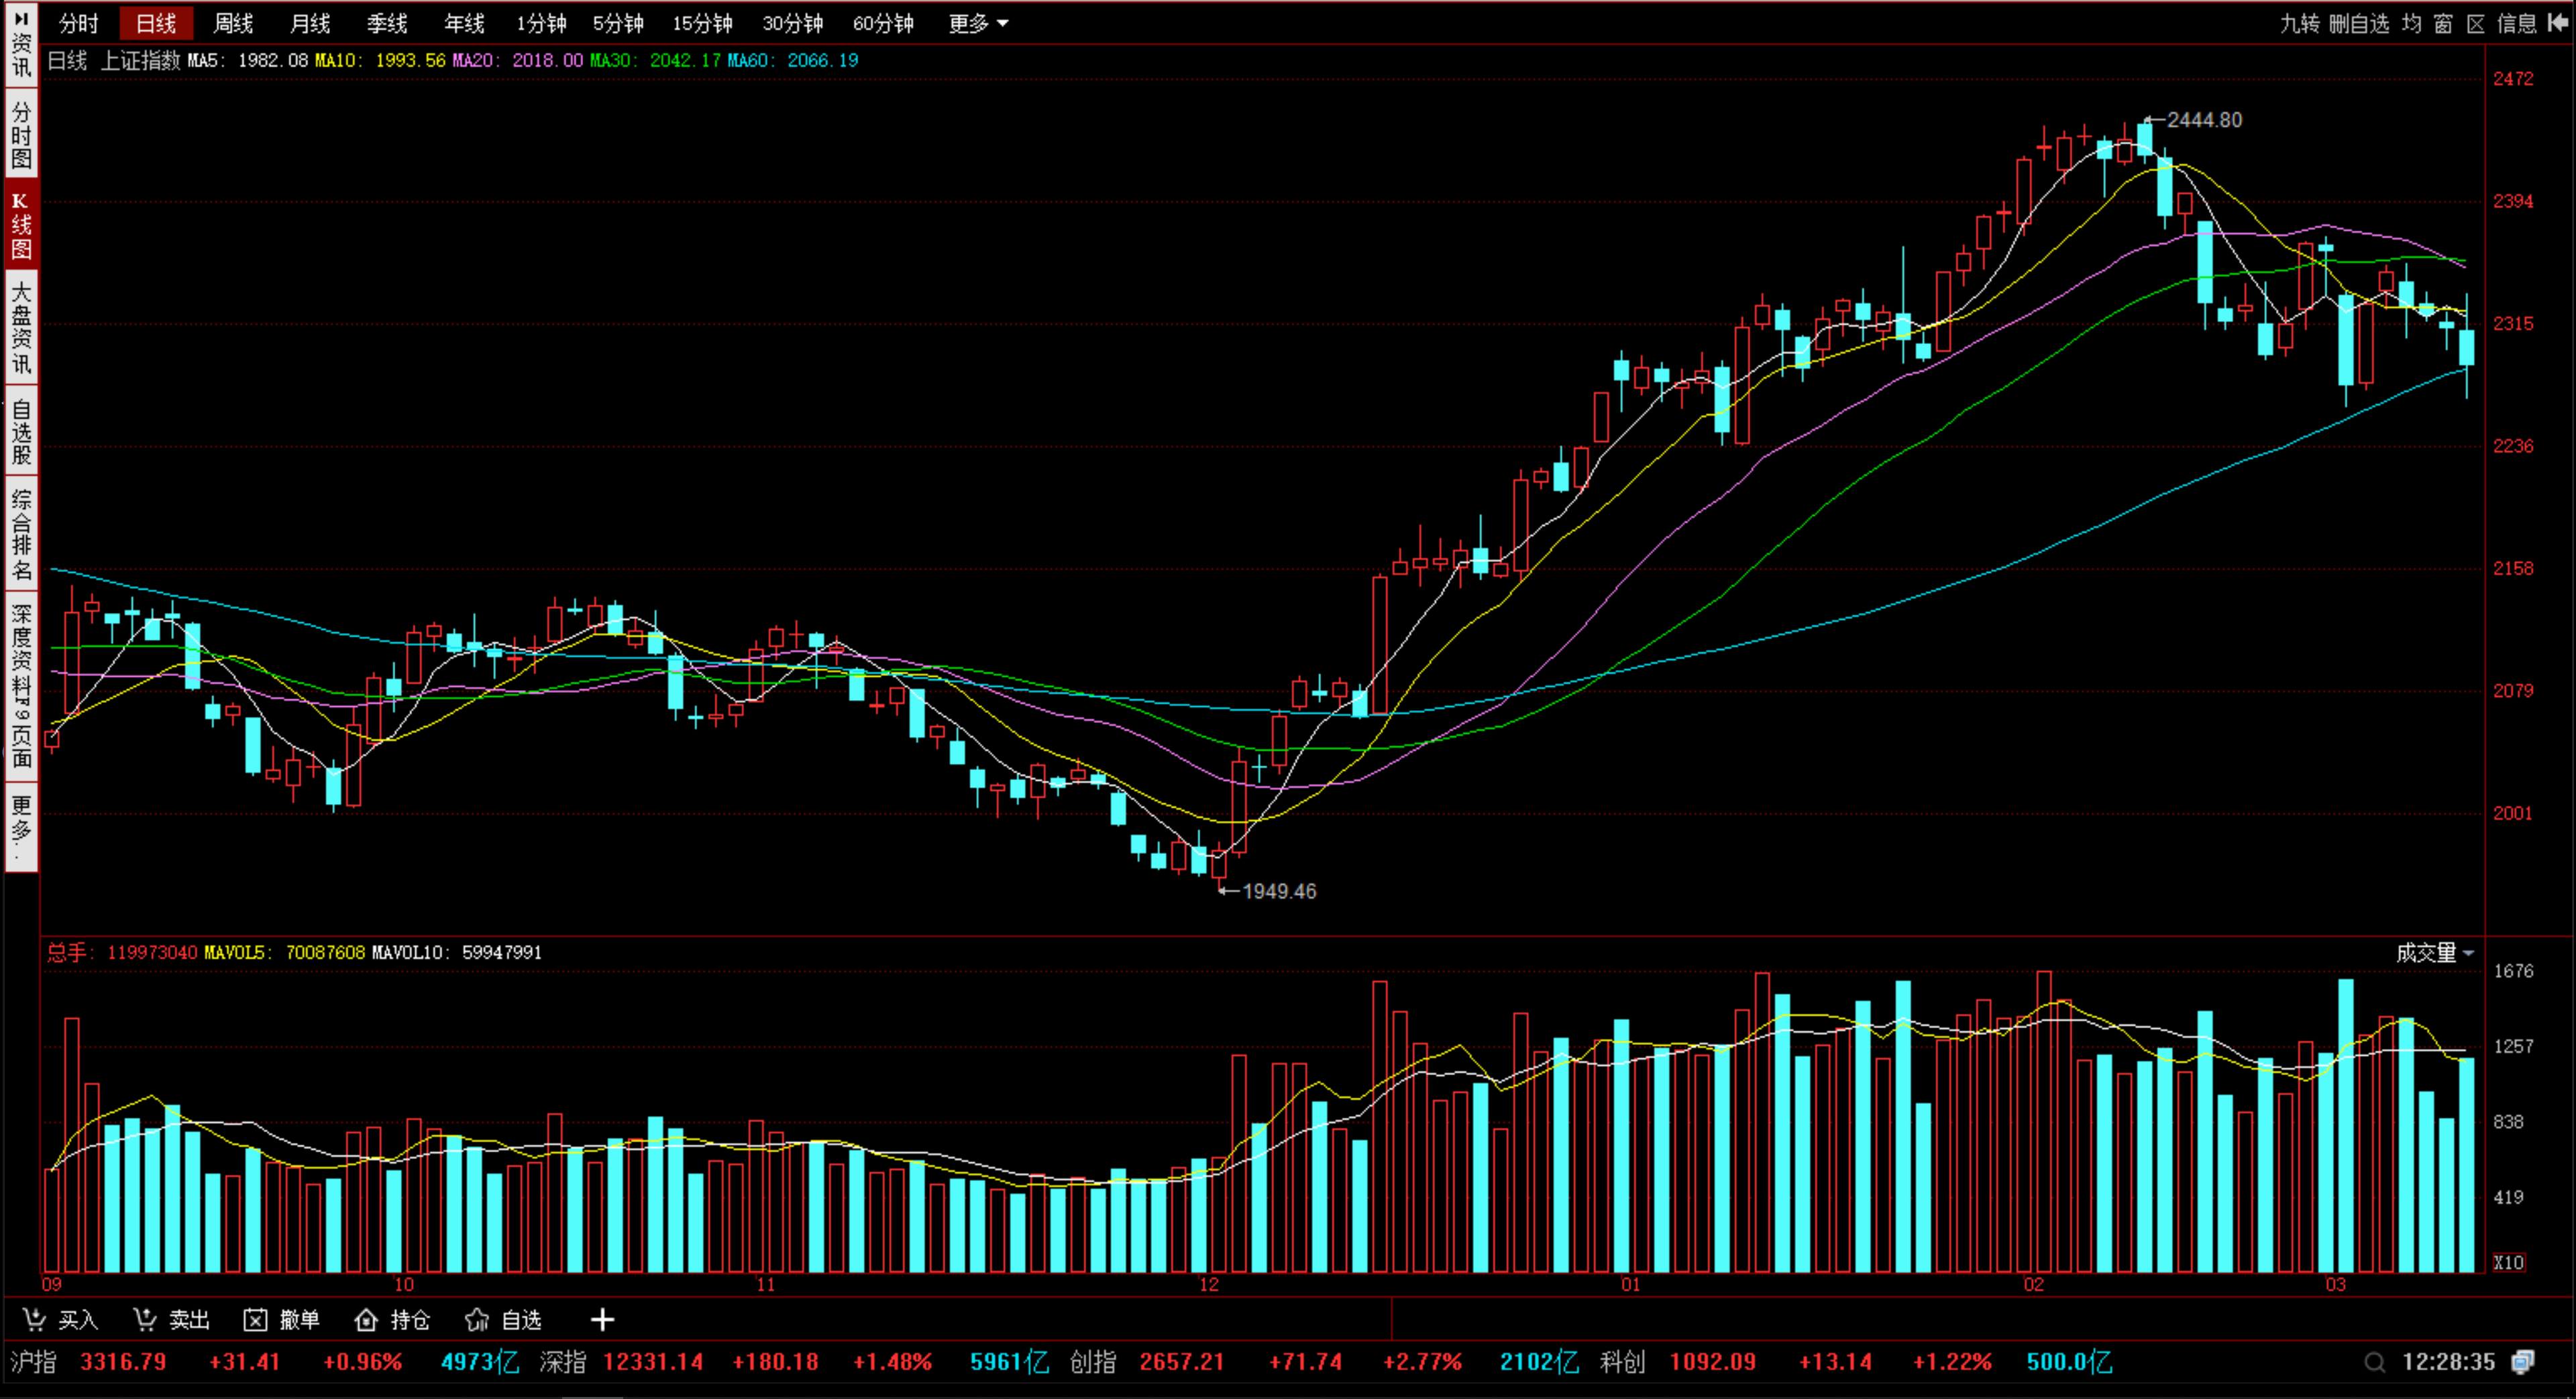 分时 日线 周线 月线 季线 年线 1分钟 5分钟 15分钟 30分钟 60分钟 更多 九转 删自选 均 窗 区 信息
日线 上证指数 MA5: 1982.08 MA10: 1993.56 MA20: 2018.00 MA30: 2042.17 MA60: 2066.19
资讯
分时图
K线图
大盘资讯
自选股
综合排名
深度资料F9页面
更多..
2472
2444.80
2394
2315
2236
2158
2079
2001
1949.46
总手: 119973040 MAVOL5: 70087608 MAVOL10: 59947991 成交量
1676
1257
838
419
X10
09 10 11 12 01 02 03
买入 卖出 撤单 持仓 自选
沪指 3316.79 +31.41 +0.96% 4973亿 深指 12331.14 +180.18 +1.48% 5961亿 创指 2657.21 +71.74 +2.77% 2102亿 科创 1092.09 +13.14 +1.22% 500.0亿 12:28:35